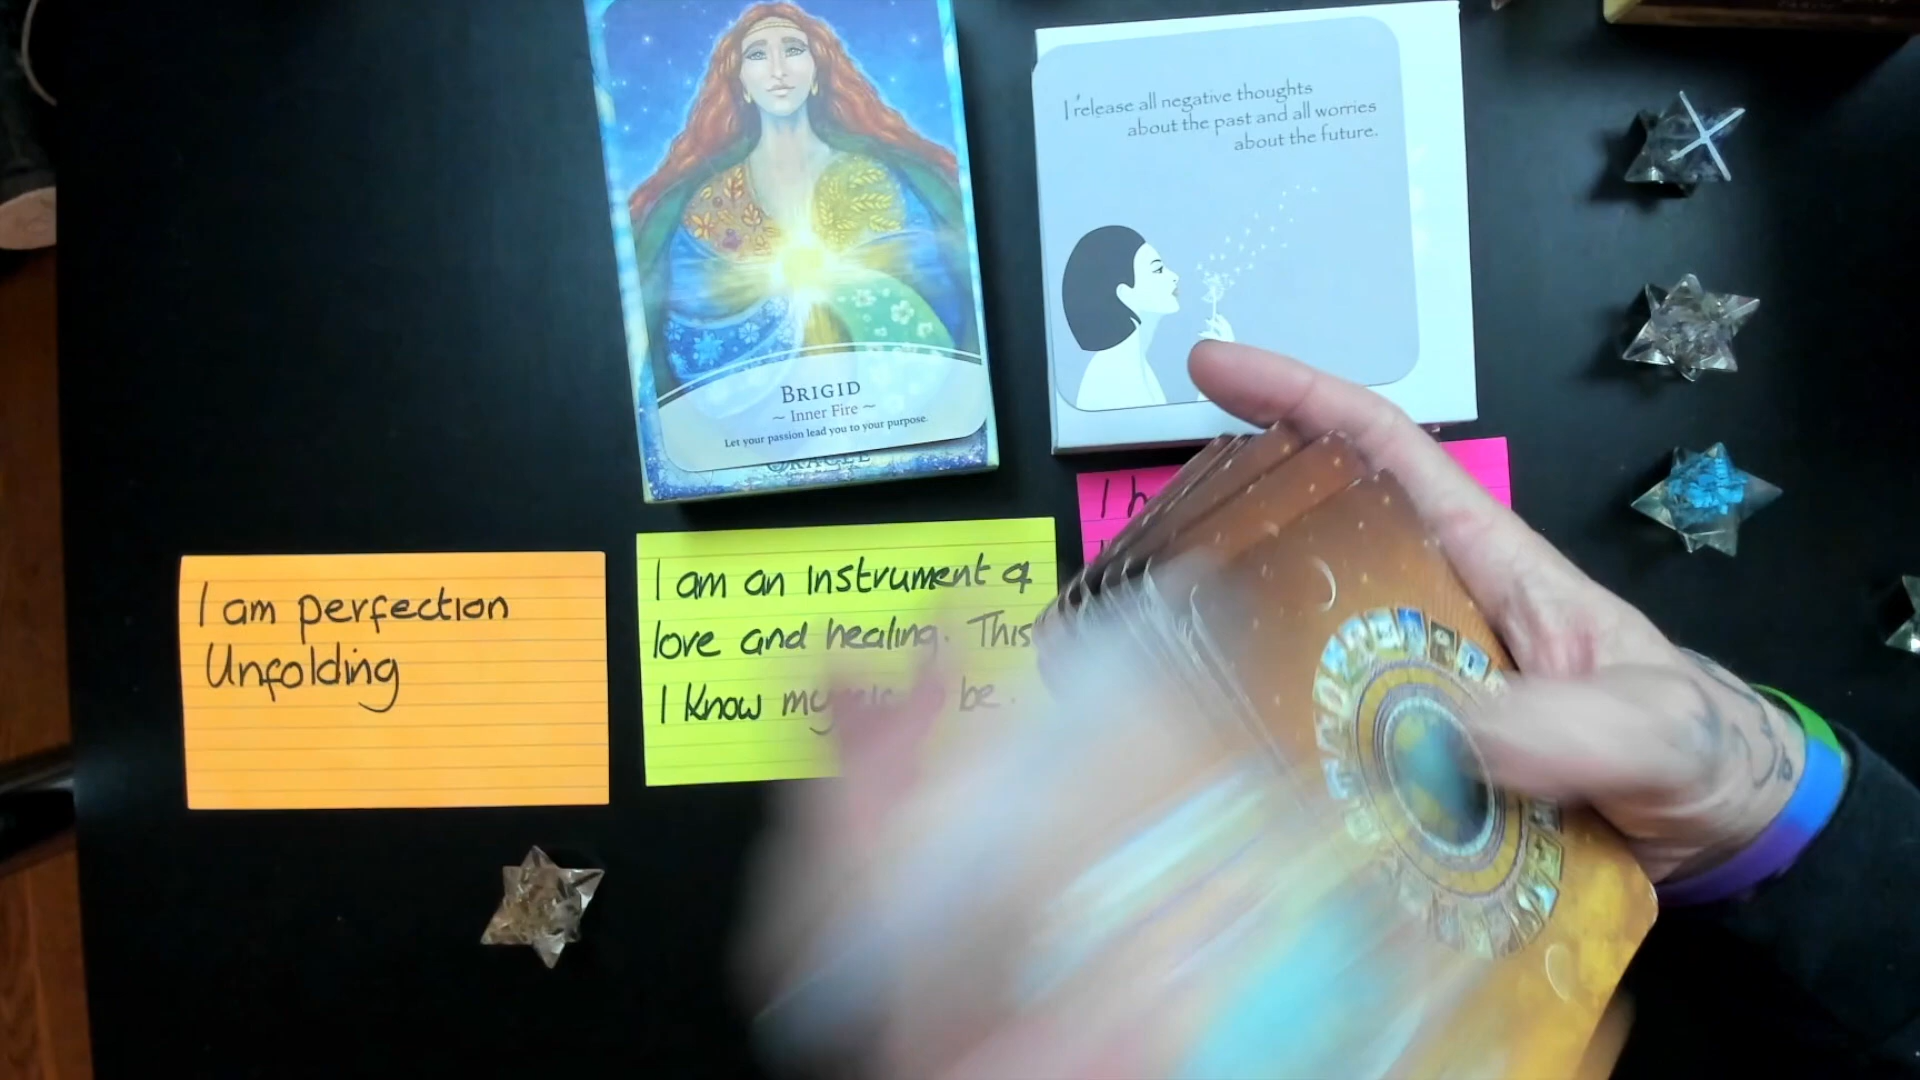 I release all negative thoughts
about the past and all worries
about the future.
BRIGID
~ Inner Fire ~
Let your passion lead you to your purpose.
ORACLE
I am perfection
Unfolding
I am an Instrument of
love and healing. This
I Know myself to be.
I h